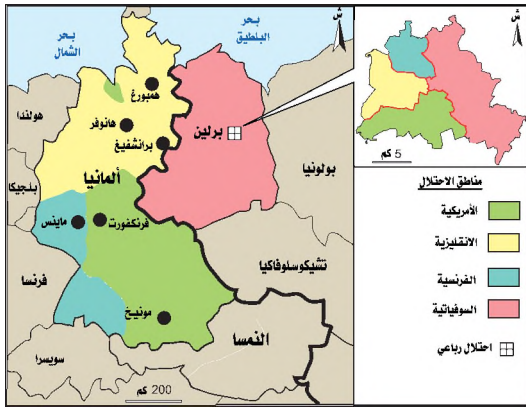 ش
بحر
البلطيق
بحر
الشمال
همبورغ
هانوفر
برانشفيغ
برلين
هولندا
بولونيا
ألمانيا
بلجيكا
ماينس
فرنكفورت
تشيكوسلوفاكيا
فرنسا
مونيخ
النمسا
سويسرا
200 كم
ش
5 كم
مناطق الاحتلال
الأمريكية
الانقليزية
الفرنسية
السوفياتية
احتلال رباعي